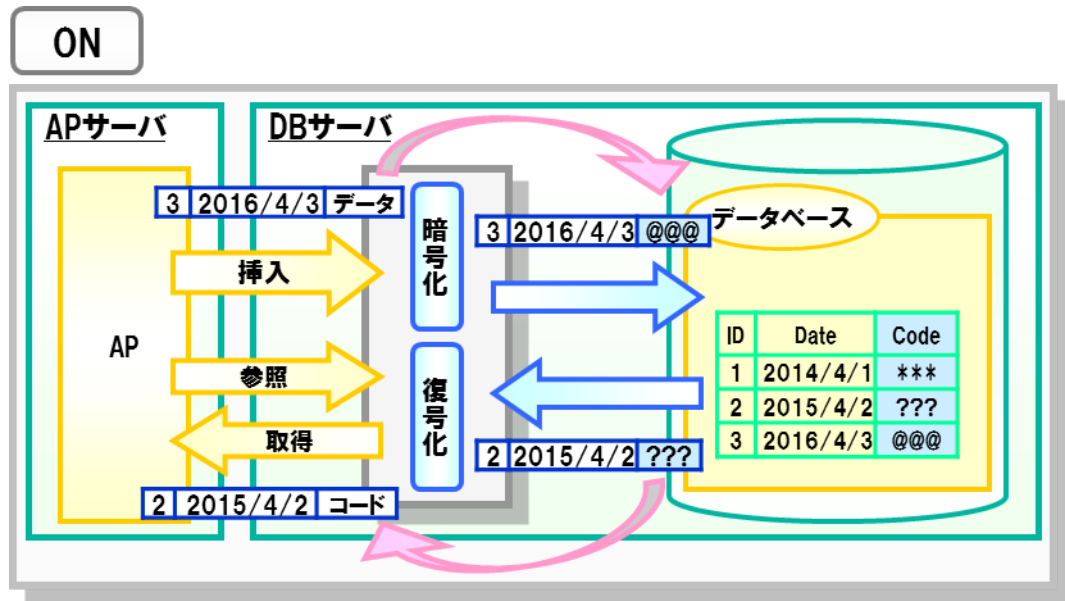 ON
APサーバ
DBサーバ
3 2016/4/3 データ
暗号化
3 2016/4/3 @@@
データベース
挿入
AP
参照
取得
復号化
ID Date Code
1 2014/4/1 ***
2 2015/4/2 ???
3 2016/4/3 @@@
2 2015/4/2 ???
2 2015/4/2 コード